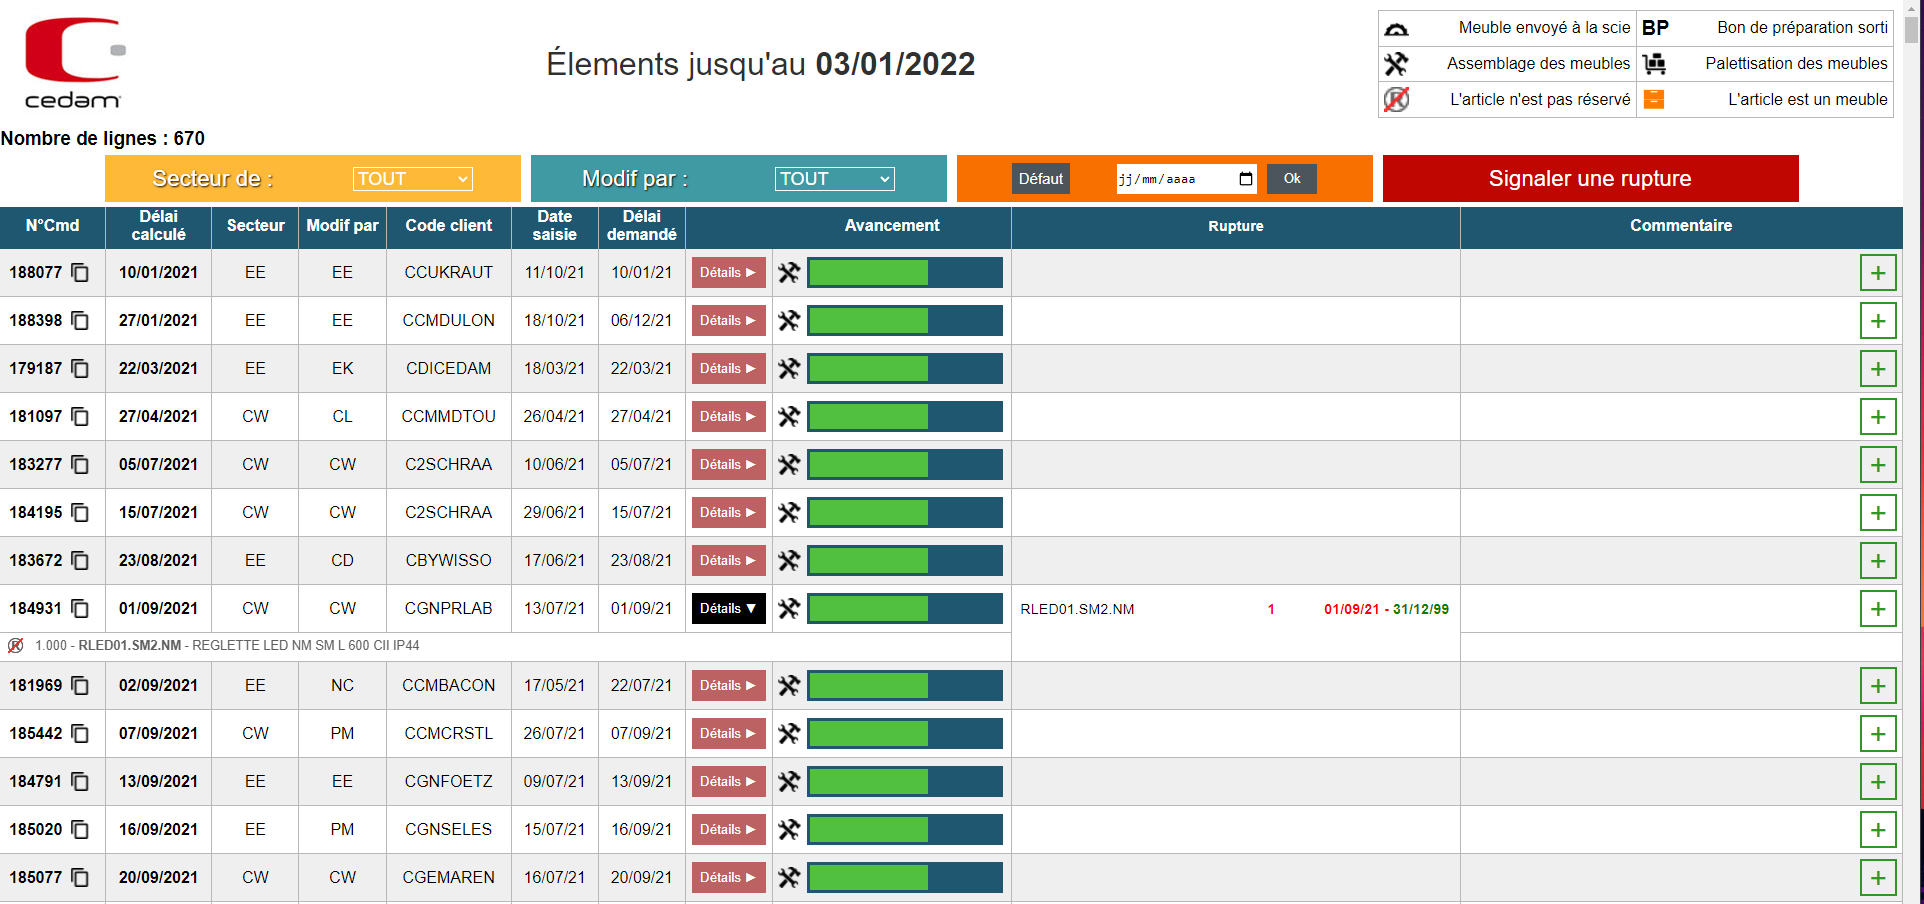 cedam
Élements jusqu'au 03/01/2022
Meuble envoyé à la scie BP Bon de préparation sorti
Assemblage des meubles Palettisation des meubles
L'article n'est pas réservé L'article est un meuble
Nombre de lignes : 670
Secteur de : TOUT Modif par : TOUT Défaut jj/mm/aaaa Ok Signaler une rupture
N°Cmd Délai calculé Secteur Modif par Code client Date saisie Délai demandé Avancement Rupture Commentaire
188077 10/01/2021 EE EE CCUKRAUT 11/10/21 10/01/21 Détails ▶ +
188398 27/01/2021 EE EE CCMDULON 18/10/21 06/12/21 Détails ▶ +
179187 22/03/2021 EE EK CDICEDAM 18/03/21 22/03/21 Détails ▶ +
181097 27/04/2021 CW CL CCMMDTOU 26/04/21 27/04/21 Détails ▶ +
183277 05/07/2021 CW CW C2SCHRAA 10/06/21 05/07/21 Détails ▶ +
184195 15/07/2021 CW CW C2SCHRAA 29/06/21 15/07/21 Détails ▶ +
183672 23/08/2021 EE CD CBYWISSO 17/06/21 23/08/21 Détails ▶ +
184931 01/09/2021 CW CW CGNPRLAB 13/07/21 01/09/21 Détails ▼ RLED01.SM2.NM 1 01/09/21 - 31/12/99 +
1.000 - RLED01.SM2.NM - REGLETTE LED NM SM L 600 CII IP44
181969 02/09/2021 EE NC CCMBACON 17/05/21 22/07/21 Détails ▶ +
185442 07/09/2021 CW PM CCMCRSTL 26/07/21 07/09/21 Détails ▶ +
184791 13/09/2021 EE EE CGNFOETZ 09/07/21 13/09/21 Détails ▶ +
185020 16/09/2021 EE PM CGNSELES 15/07/21 16/09/21 Détails ▶ +
185077 20/09/2021 CW CW CGEMAREN 16/07/21 20/09/21 Détails ▶ +